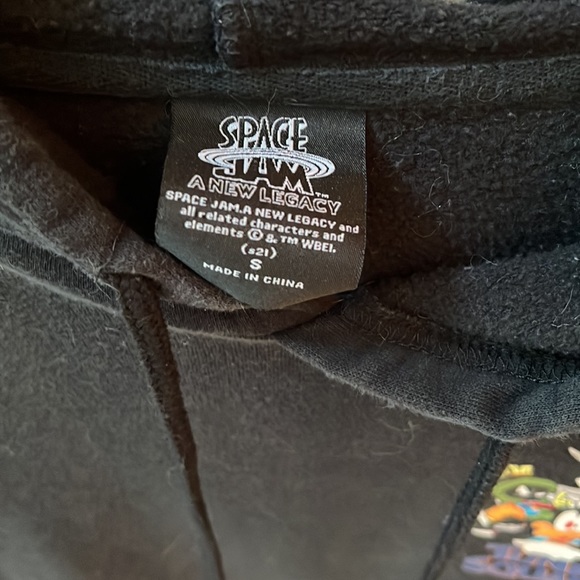 SPACE
JAM
A NEW LEGACY™
SPACE JAM.A NEW LEGACY and
all related characters and
elements © & TM WBEI.
(s21)
S
MADE IN CHINA